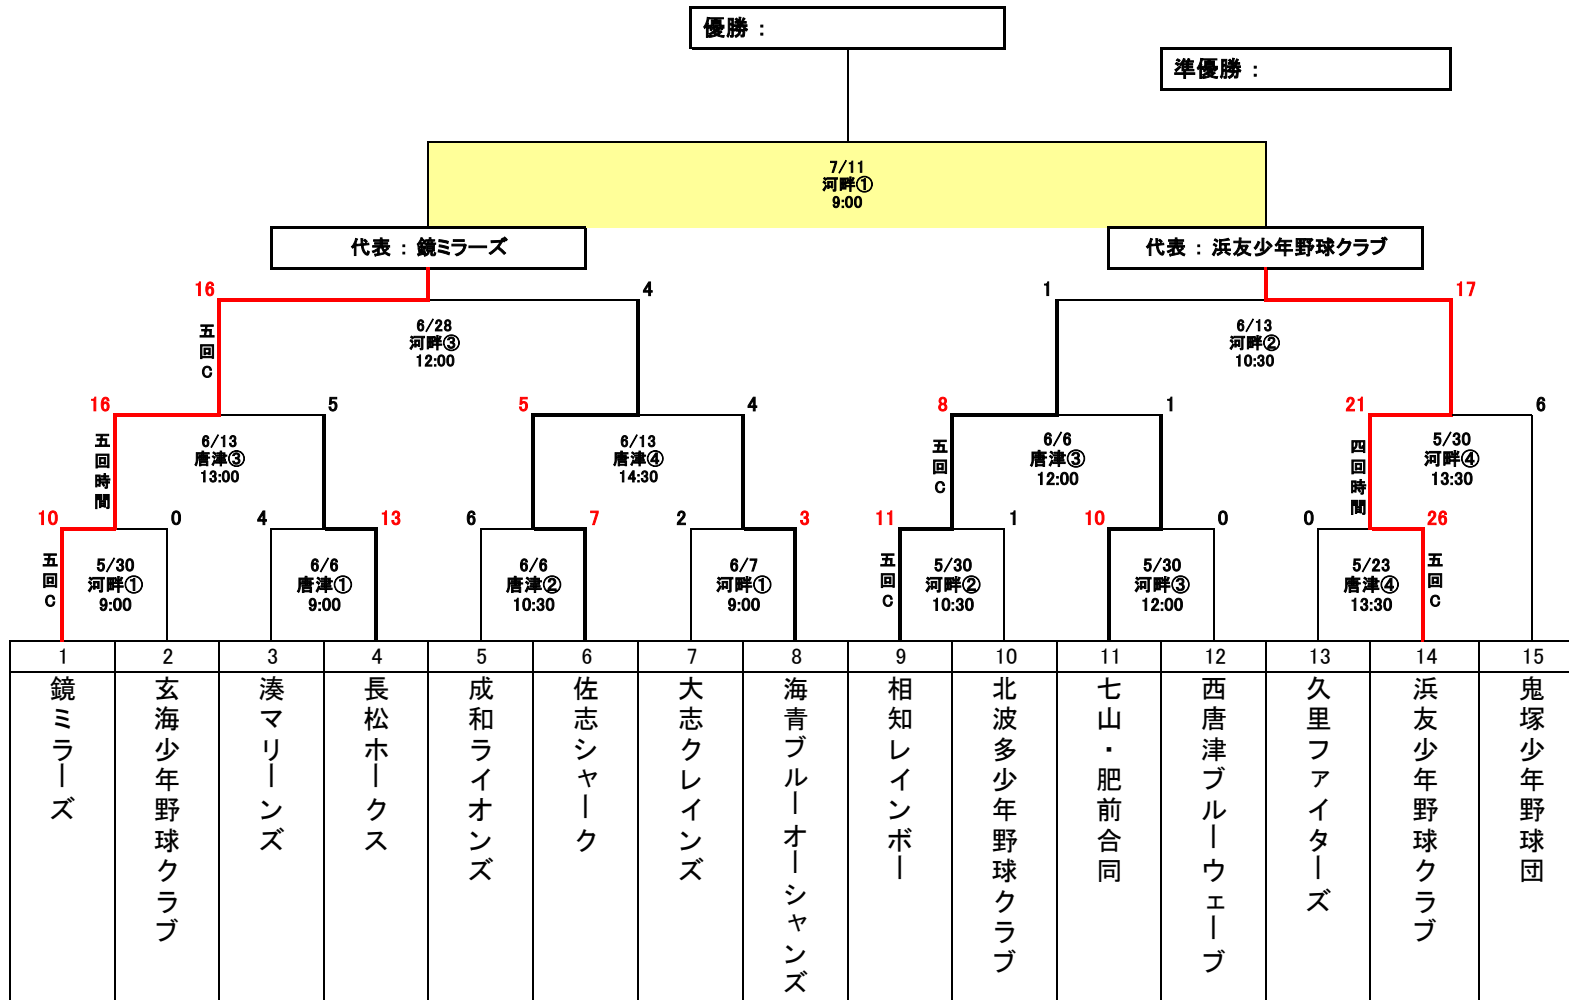 優勝：
準優勝：
7/11
河畔①
9:00
代表：鏡ミラーズ
代表：浜友少年野球クラブ
16
4
1
17
五回C
6/28
河畔③
12:00
6/13
河畔②
10:30
16
5
5
4
8
1
21
6
五回時間
6/13
唐津③
13:00
6/13
唐津④
14:30
五回C
6/6
唐津③
12:00
四回時間
5/30
河畔④
13:30
10
0
4
13
6
7
2
3
11
1
10
0
0
26
五回C
5/30
河畔①
9:00
6/6
唐津①
9:00
6/6
唐津②
10:30
6/7
河畔①
9:00
五回C
5/30
河畔②
10:30
5/30
河畔③
12:00
5/23
唐津④
13:30
五回C
1
2
3
4
5
6
7
8
9
10
11
12
13
14
15
鏡ミラーズ
玄海少年野球クラブ
湊マリーンズ
長松ホークス
成和ライオンズ
佐志シャーク
大志クレインズ
海青ブルーオーシャンズ
相知レインボー
北波多少年野球クラブ
七山・肥前合同
西唐津ブルーウェーブ
久里ファイターズ
浜友少年野球クラブ
鬼塚少年野球団